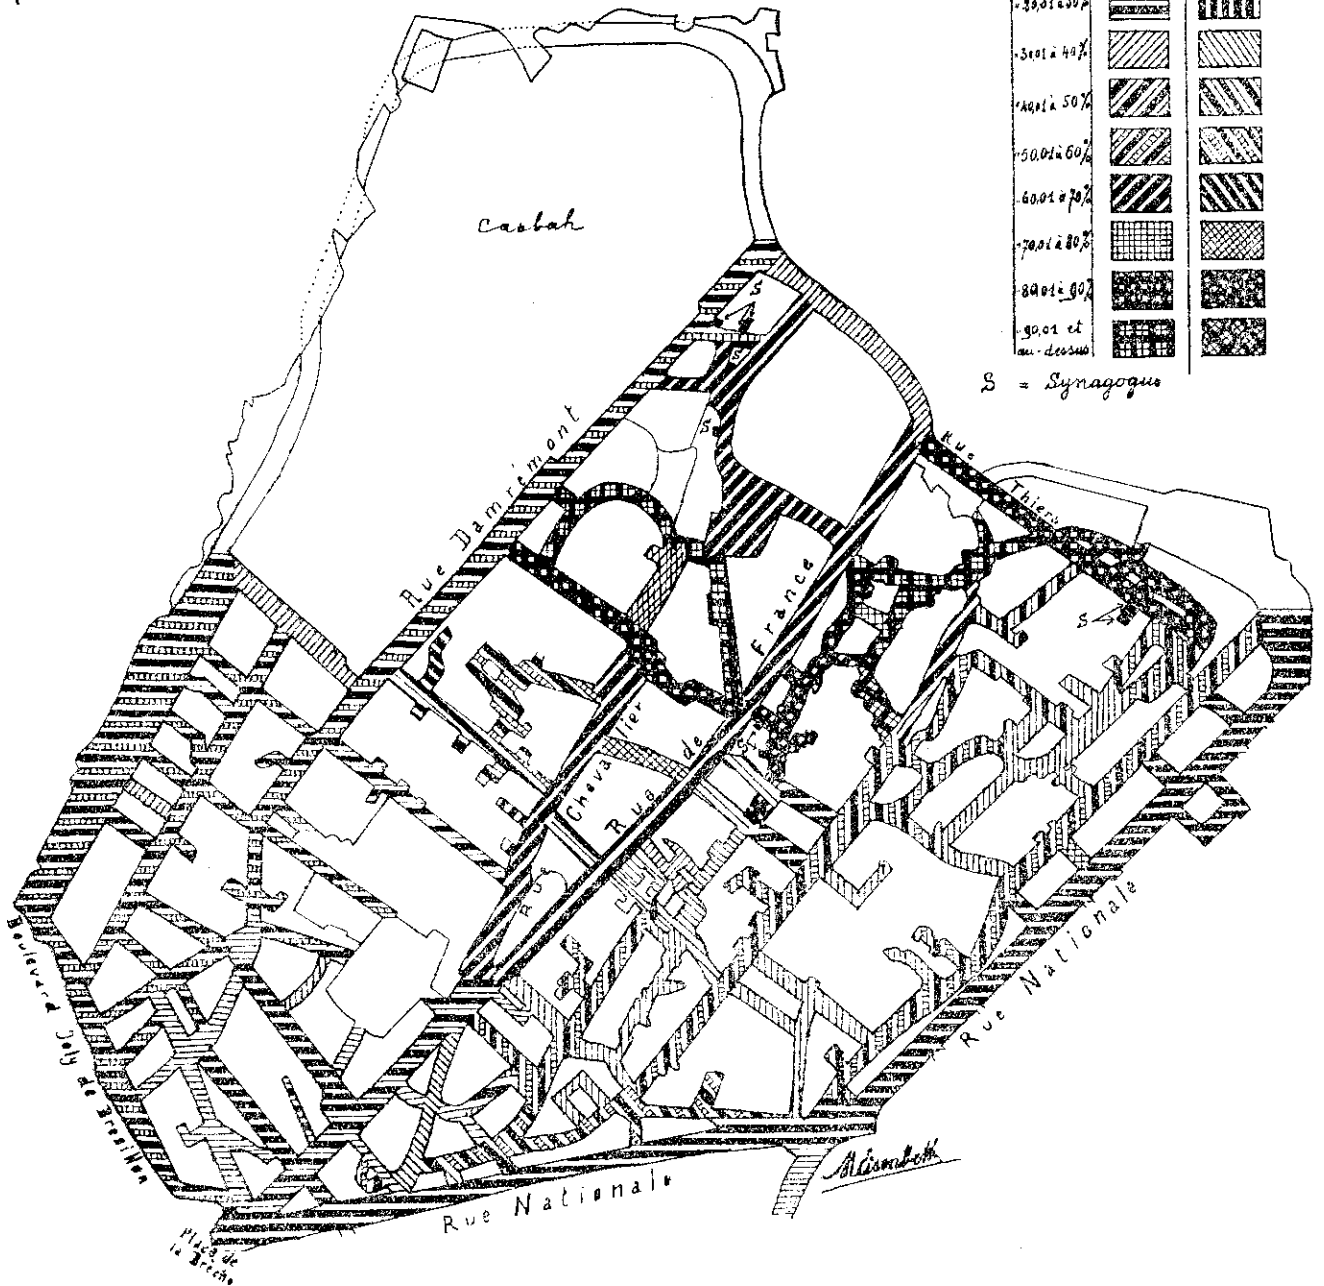 -30,01 à 40%
-40,01 à 50%
-50,01 à 60%
-60,01 à 70%
-70,01 à 80%
-80,01 à 90%
-90,01 et
au-dessus
S = Synagogue
Casbah
S
S
S
Rue Thiers
Rue Damrémont
S
Rue de France
Rue Chevalier
Rue Nationale
Boulevard Joly de Brésillon
Rue Nationale
Place de
la Brèche